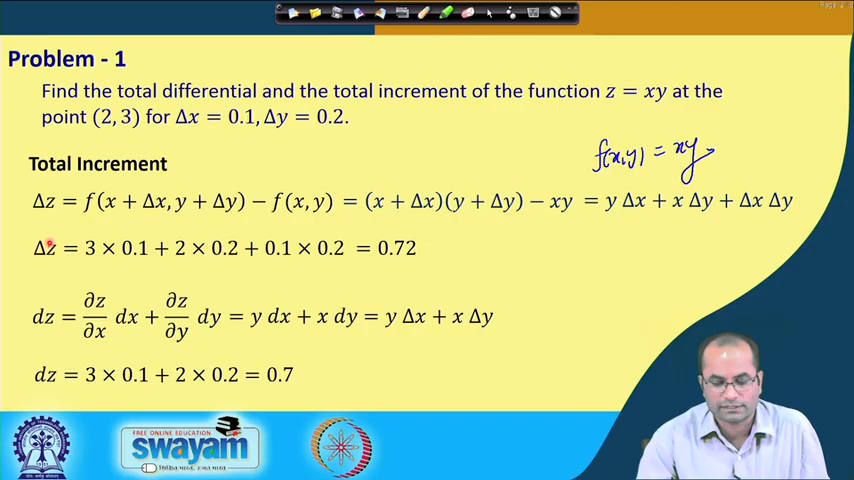 Page 2
Problem - 1
Find the total differential and the total increment of the function z = xy at the
point (2, 3) for Δx = 0.1, Δy = 0.2.
f(x,y) = xy
Total Increment
Δz = f(x + Δx, y + Δy) − f(x, y) = (x + Δx)(y + Δy) − xy = y Δx + x Δy + Δx Δy
Δz = 3 × 0.1 + 2 × 0.2 + 0.1 × 0.2 = 0.72
dz = ∂z/∂x dx + ∂z/∂y dy = y dx + x dy = y Δx + x Δy
dz = 3 × 0.1 + 2 × 0.2 = 0.7
FREE ONLINE EDUCATION
swayam